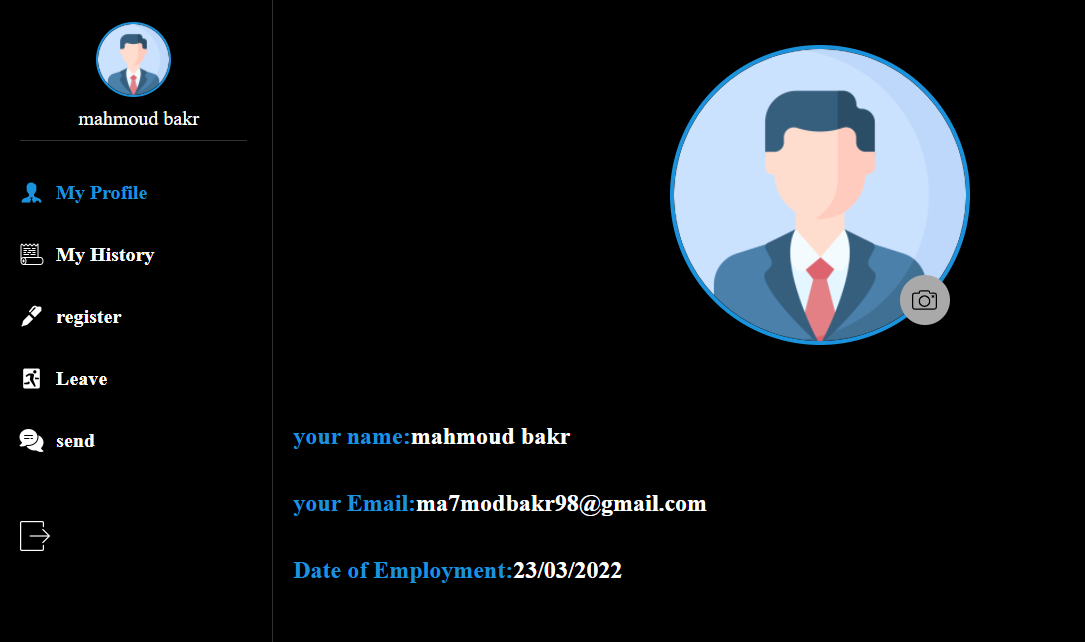 mahmoud bakr
My Profile
My History
register
Leave
send
your name:mahmoud bakr
your Email:ma7modbakr98@gmail.com
Date of Employment:23/03/2022